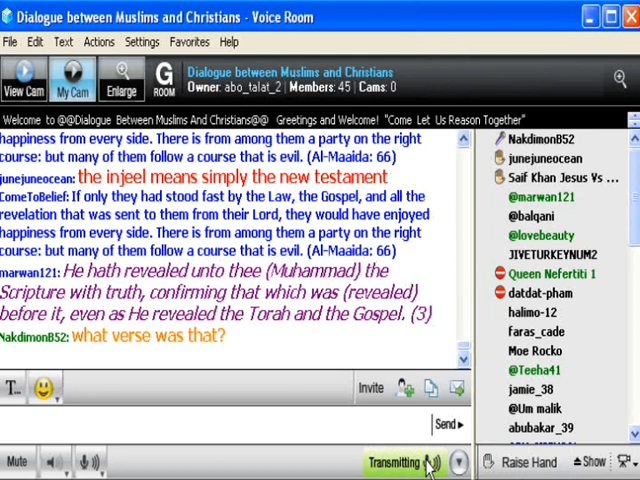 Dialogue between Muslims and Christians - Voice Room
File Edit Text Actions Settings Favorites Help
View Cam
My Cam
Enlarge
G
ROOM
Dialogue between Muslims and Christians
Owner: abo_talat_2 | Members: 45 | Cams: 0
Welcome to @@Dialogue Between Muslims And Christians@@ Greetings and Welcome! "Come Let Us Reason Together"
happiness from every side. There is from among them a party on the right
course: but many of them follow a course that is evil. (Al-Maaida: 66)
junejuneocean: the injeel means simply the new testament
ComeToBelief: If only they had stood fast by the Law, the Gospel, and all the
revelation that was sent to them from their Lord, they would have enjoyed
happiness from every side. There is from among them a party on the right
course: but many of them follow a course that is evil. (Al-Maaida: 66)
marwan121: He hath revealed unto thee (Muhammad) the
Scripture with truth, confirming that which was (revealed)
before it, even as He revealed the Torah and the Gospel. (3)
NakdimonB52: what verse was that?
T...
Invite
Send
Mute
Transmitting
NakdimonB52
junejuneocean
Saif Khan Jesus Vs ...
@marwan121
@balqani
@lovebeauty
JIVETURKEYNUM2
Queen Nefertiti 1
datdat-pham
halimo-12
faras_cade
Moe Rocko
@Teeha41
jamie_38
@Um malik
abubakar_39
Raise Hand
Show